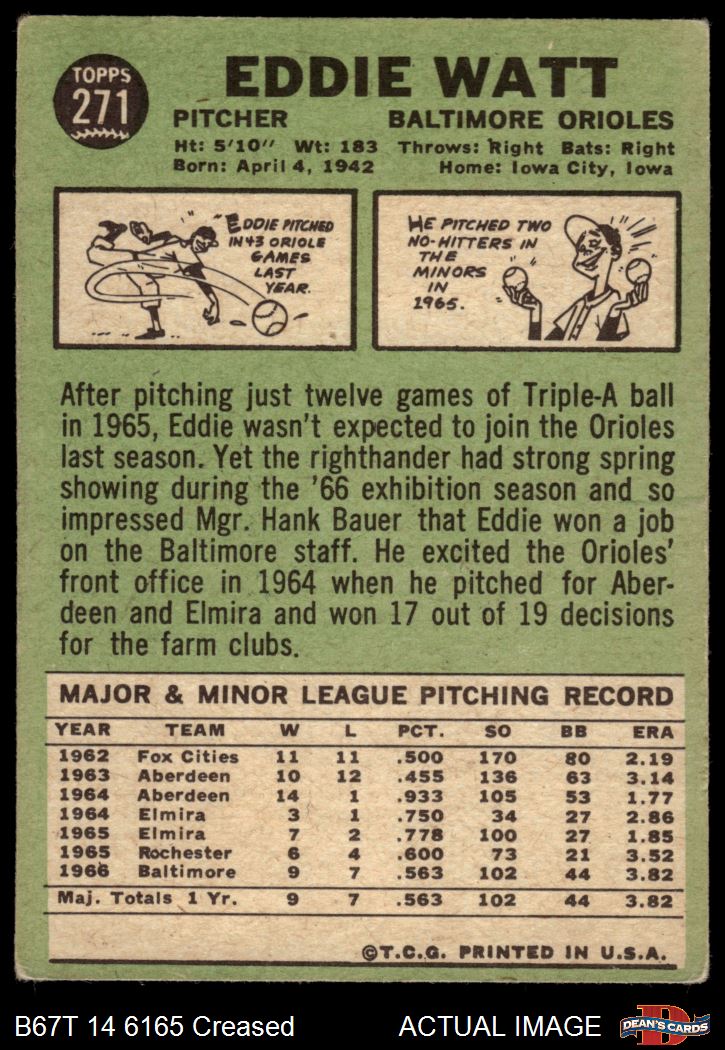 TOPPS
271
EDDIE WATT
PITCHER BALTIMORE ORIOLES
Ht: 5'10" Wt: 183 Throws: Right Bats: Right
Born: April 4, 1942 Home: Iowa City, Iowa
EDDIE PITCHED
IN 43 ORIOLE
GAMES
LAST
YEAR.
HE PITCHED TWO
NO-HITTERS IN
THE
MINORS
IN
1965.
After pitching just twelve games of Triple-A ball
in 1965, Eddie wasn't expected to join the Orioles
last season. Yet the righthander had strong spring
showing during the '66 exhibition season and so
impressed Mgr. Hank Bauer that Eddie won a job
on the Baltimore staff. He excited the Orioles'
front office in 1964 when he pitched for Aber-
deen and Elmira and won 17 out of 19 decisions
for the farm clubs.
MAJOR & MINOR LEAGUE PITCHING RECORD
YEAR TEAM W L PCT. SO BB ERA
1962 Fox Cities 11 11 .500 170 80 2.19
1963 Aberdeen 10 12 .455 136 63 3.14
1964 Aberdeen 14 1 .933 105 53 1.77
1964 Elmira 3 1 .750 34 27 2.86
1965 Elmira 7 2 .778 100 27 1.85
1965 Rochester 6 4 .600 73 21 3.52
1966 Baltimore 9 7 .563 102 44 3.82
Maj. Totals 1 Yr. 9 7 .563 102 44 3.82
©T.C.G. PRINTED IN U.S.A.
B67T 14 6165 Creased ACTUAL IMAGE
D
DEAN'S CARDS